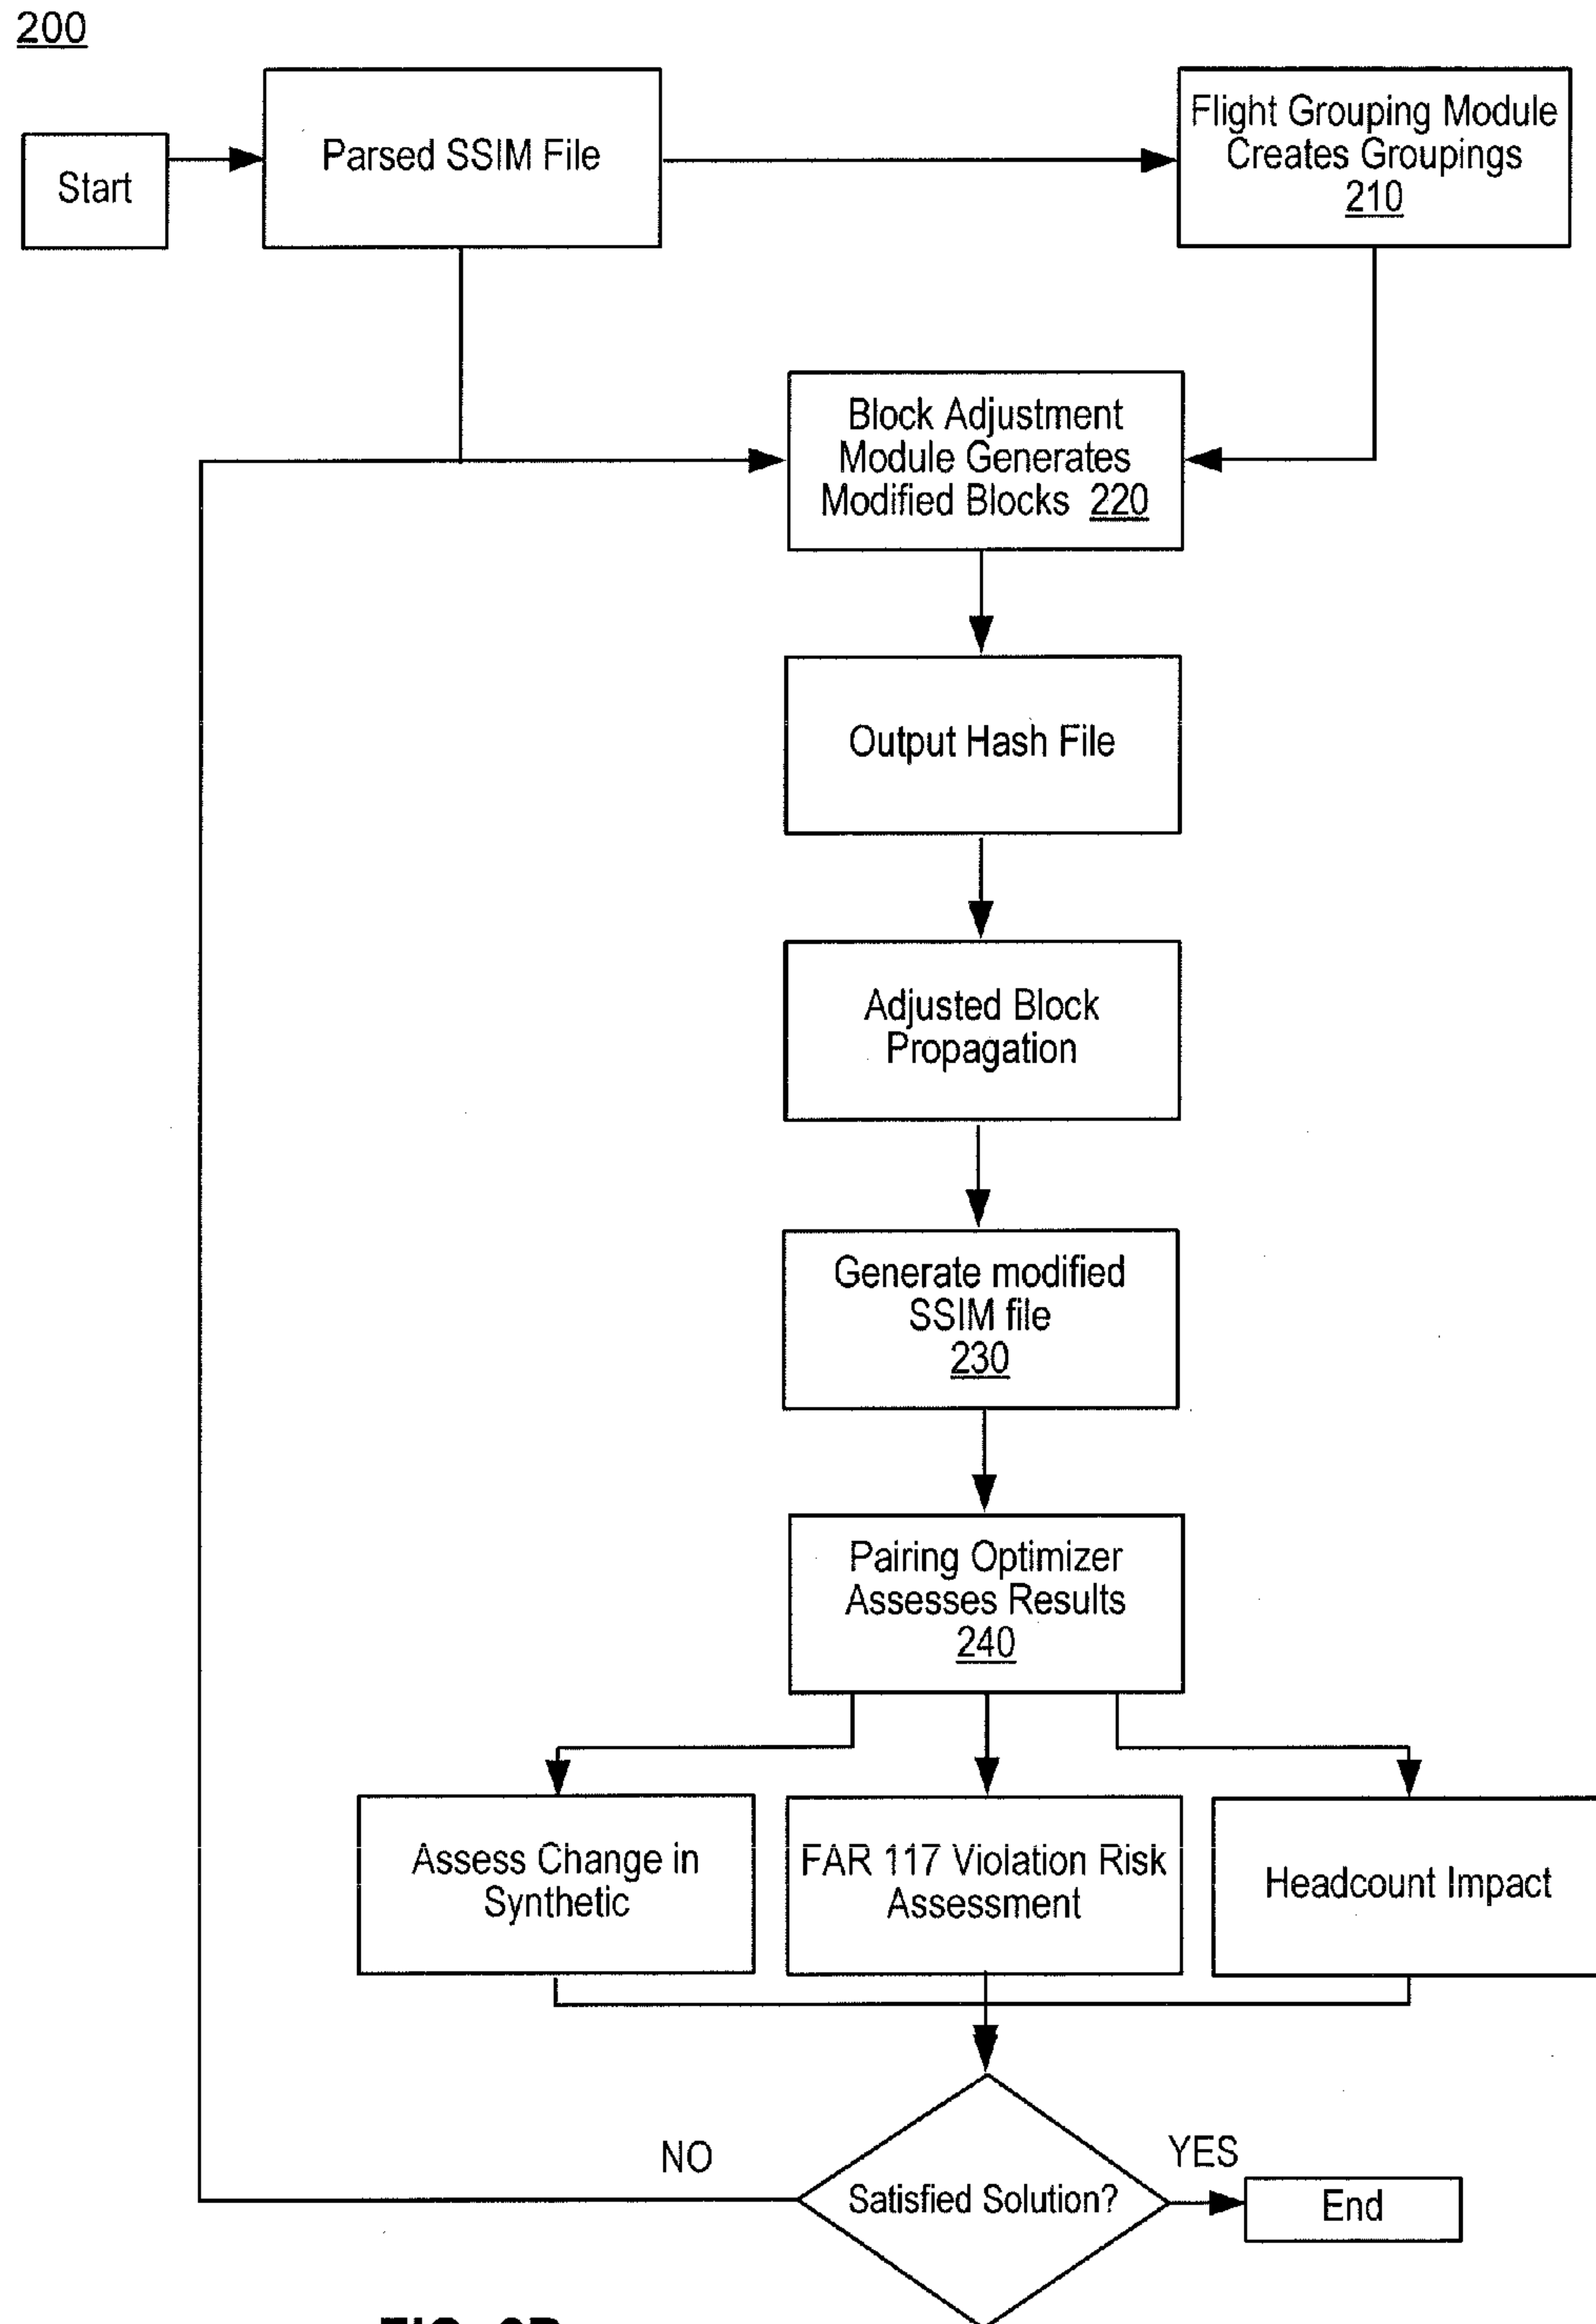 200
Start
Parsed SSIM File
Flight Grouping Module
Creates Groupings
210
Block Adjustment
Module Generates
Modified Blocks 220
Output Hash File
Adjusted Block
Propagation
Generate modified
SSIM file
230
Pairing Optimizer
Assesses Results
240
Assess Change in
Synthetic
FAR 117 Violation Risk
Assessment
Headcount Impact
NO
YES
Satisfied Solution?
End